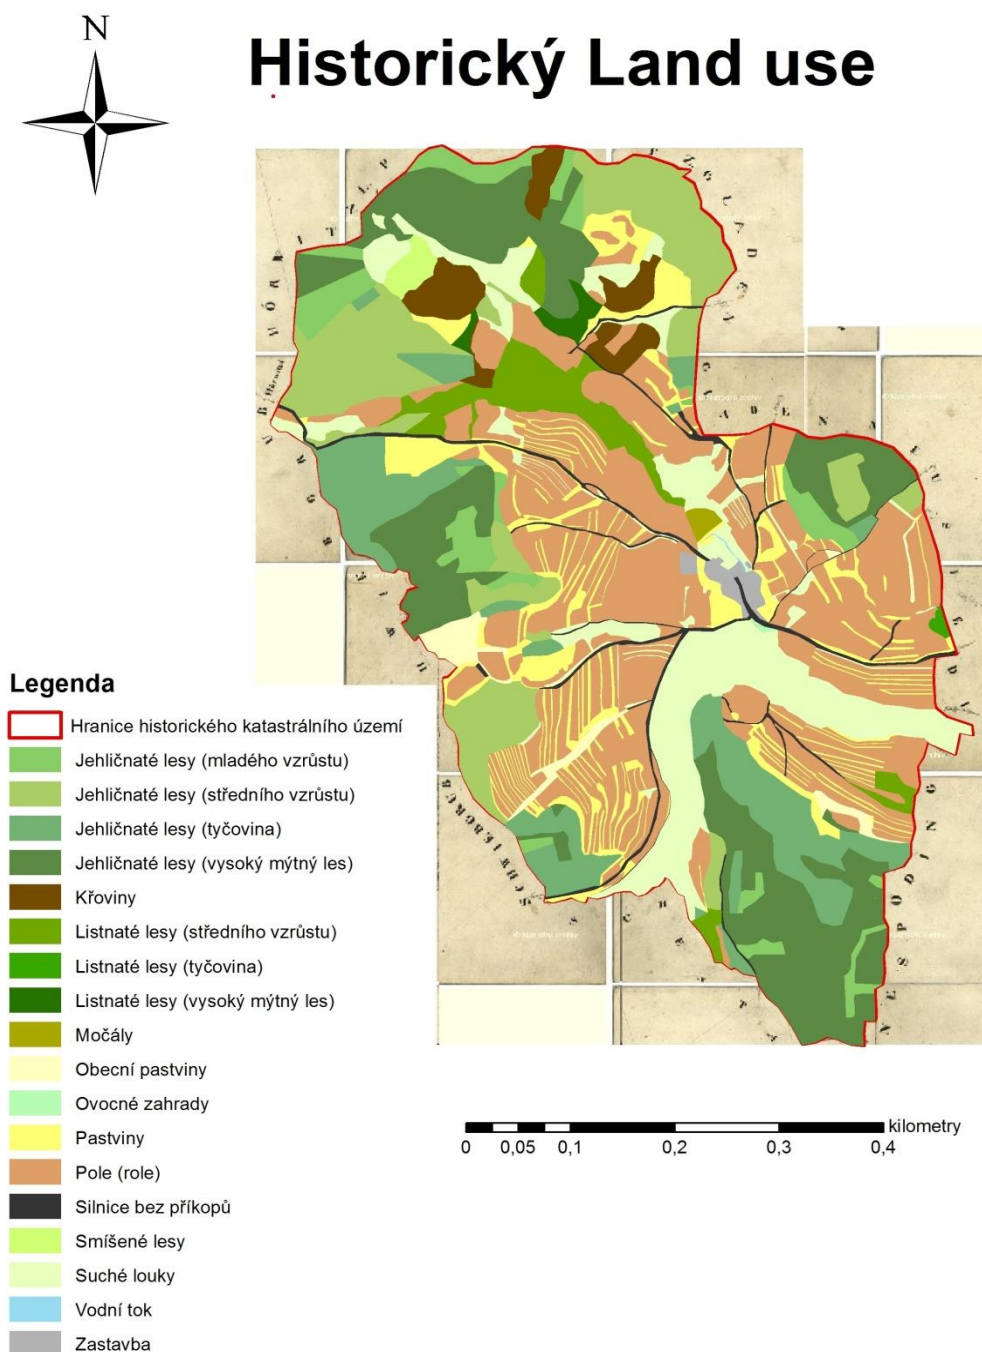 N
Historický Land use
Legenda
Hranice historického katastrálního území
Jehličnaté lesy (mladého vzrůstu)
Jehličnaté lesy (středního vzrůstu)
Jehličnaté lesy (tyčovina)
Jehličnaté lesy (vysoký mýtný les)
Křoviny
Listnaté lesy (středního vzrůstu)
Listnaté lesy (tyčovina)
Listnaté lesy (vysoký mýtný les)
Močály
Obecní pastviny
Ovocné zahrady
Pastviny
Pole (role)
Silnice bez příkopů
Smíšené lesy
Suché louky
Vodní tok
Zastavba
kilometry
0 0,05 0,1 0,2 0,3 0,4